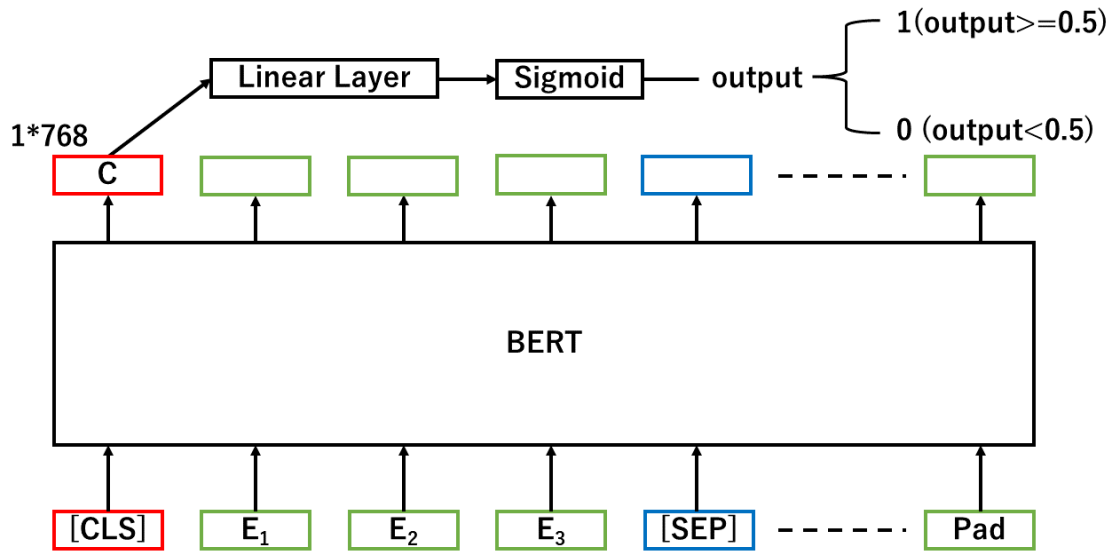 1(output>=0.5)
Linear Layer
Sigmoid
output
0 (output<0.5)
1*768
C
BERT
[CLS]
E₁
E₂
E₃
[SEP]
Pad